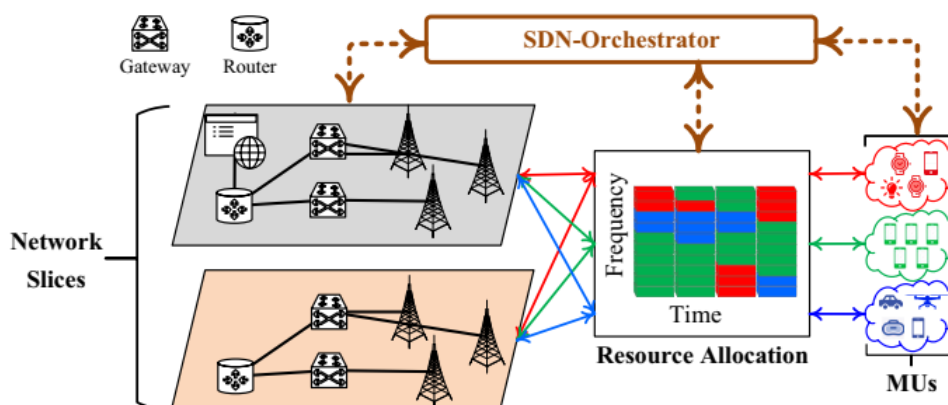 SDN-Orchestrator
Gateway
Router
Network
Slices
Frequency
Time
Resource Allocation
MUs